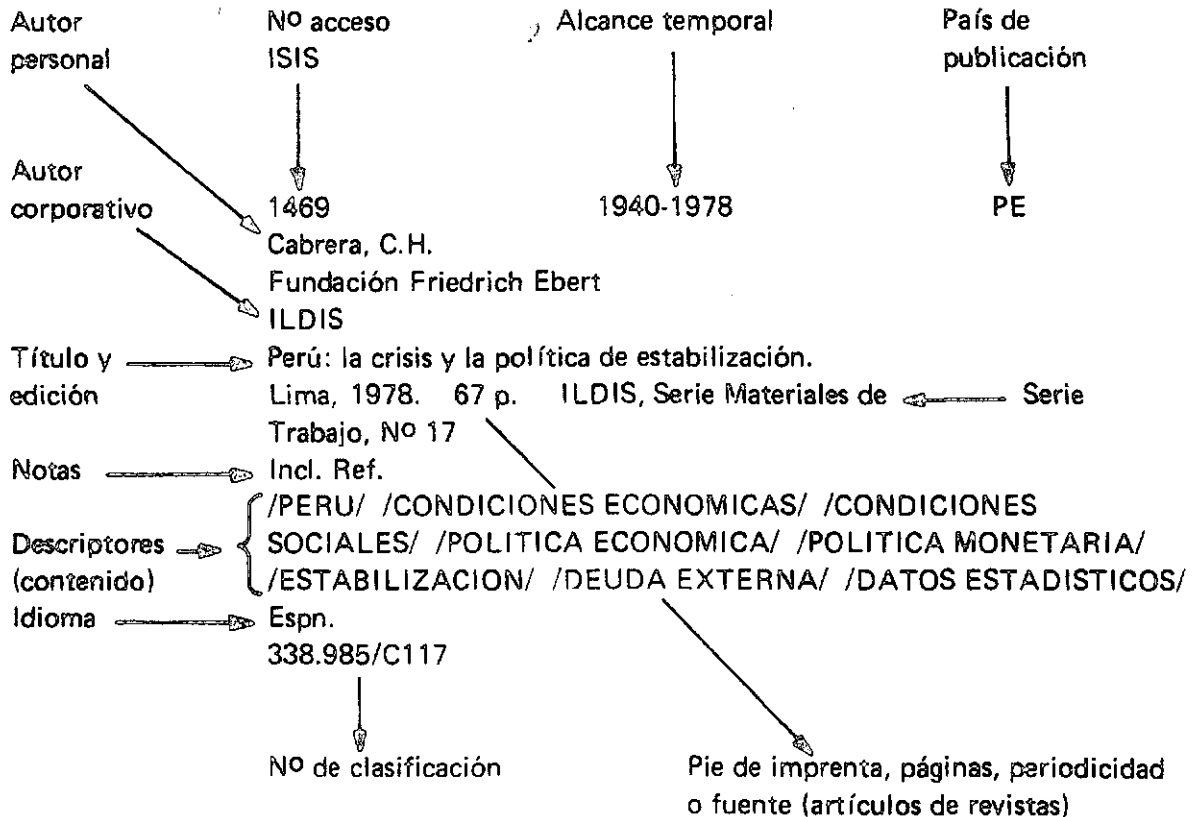 Autor Nº acceso Alcance temporal País de
personal ISIS publicación
Autor
corporativo 1469 1940-1978 PE
Cabrera, C.H.
Fundación Friedrich Ebert
ILDIS
Título y Perú: la crisis y la política de estabilización.
edición Lima, 1978. 67 p. ILDIS, Serie Materiales de Serie
Trabajo, Nº 17
Notas Incl. Ref.
/PERU/ /CONDICIONES ECONOMICAS/ /CONDICIONES
Descriptores SOCIALES/ /POLITICA ECONOMICA/ /POLITICA MONETARIA/
(contenido) /ESTABILIZACION/ /DEUDA EXTERNA/ /DATOS ESTADISTICOS/
Idioma Espn.
338.985/C117
Nº de clasificación Pie de imprenta, páginas, periodicidad
o fuente (artículos de revistas)